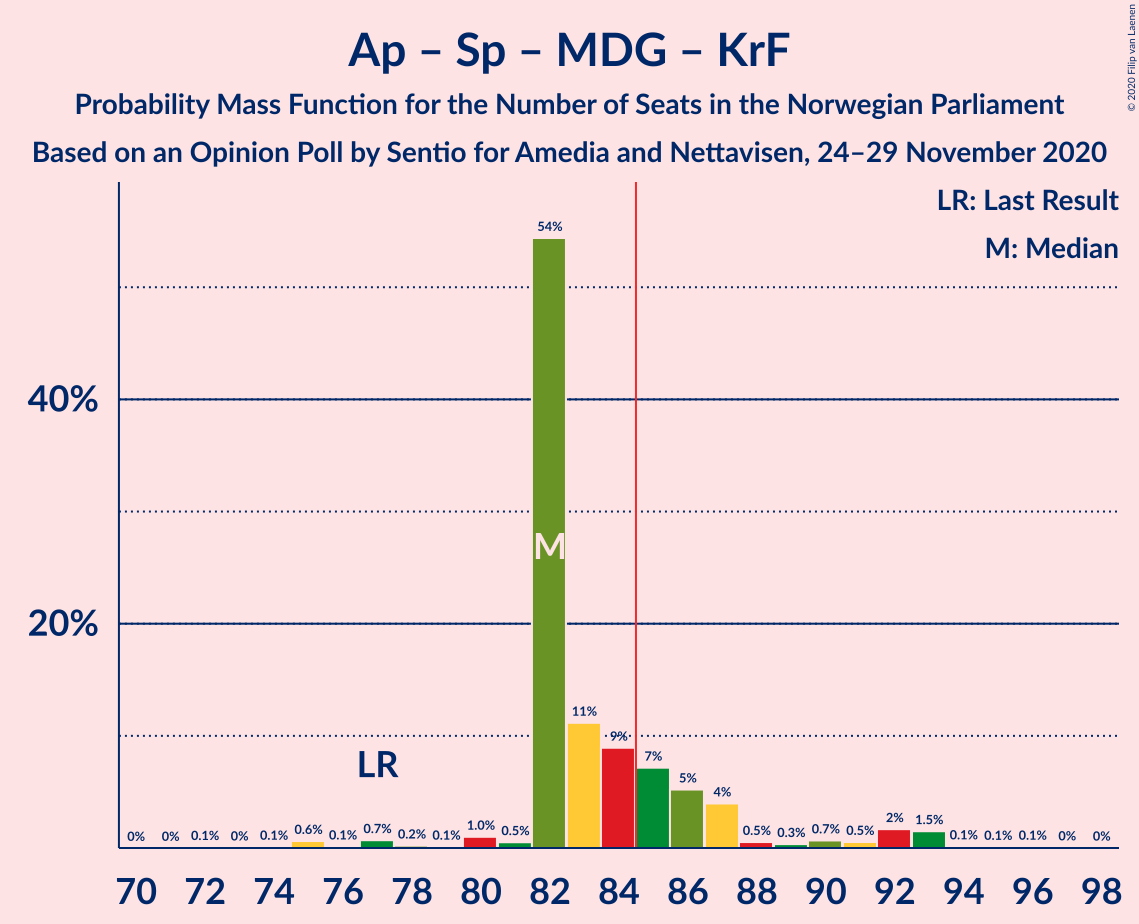 Ap – Sp – MDG – KrF
Probability Mass Function for the Number of Seats in the Norwegian Parliament
Based on an Opinion Poll by Sentio for Amedia and Nettavisen, 24–29 November 2020
© 2020 Filip van Laenen
LR: Last Result
M: Median
40%
20%
0% 0% 0.1% 0% 0.1% 0.6% 0.1% 0.7% 0.2% 0.1% 1.0% 0.5% 54% 11% 9% 7% 5% 4% 0.5% 0.3% 0.7% 0.5% 2% 1.5% 0.1% 0.1% 0.1% 0% 0%
M
LR
70 72 74 76 78 80 82 84 86 88 90 92 94 96 98